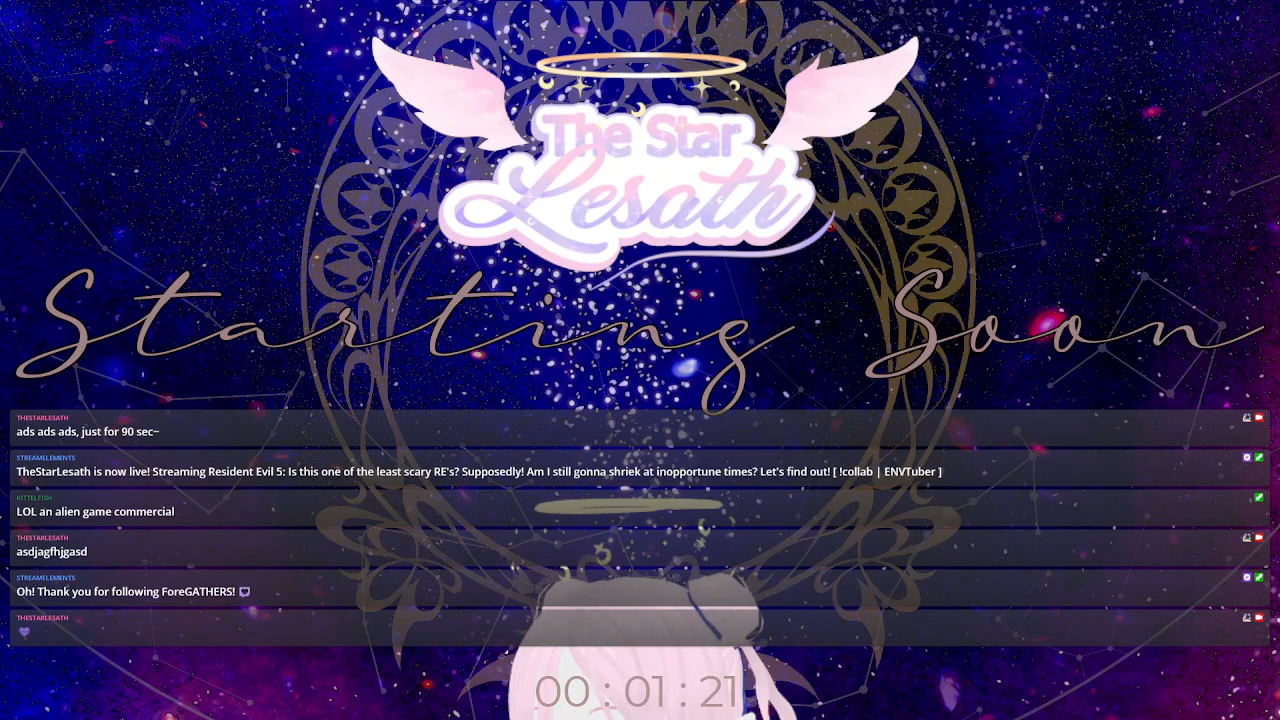 The Star
Lesath
Starting Soon
THESTARLESATH
ads ads ads, just for 90 sec~
STREAMELEMENTS
TheStarLesath is now live! Streaming Resident Evil 5: Is this one of the least scary RE's? Supposedly! Am I still gonna shriek at inopportune times? Let's find out! [ !collab | ENVTuber ]
KITTELFISH
LOL an alien game commercial
THESTARLESATH
asdjagfhjgasd
STREAMELEMENTS
Oh! Thank you for following ForeGATHERS!
THESTARLESATH
00 : 01 : 21